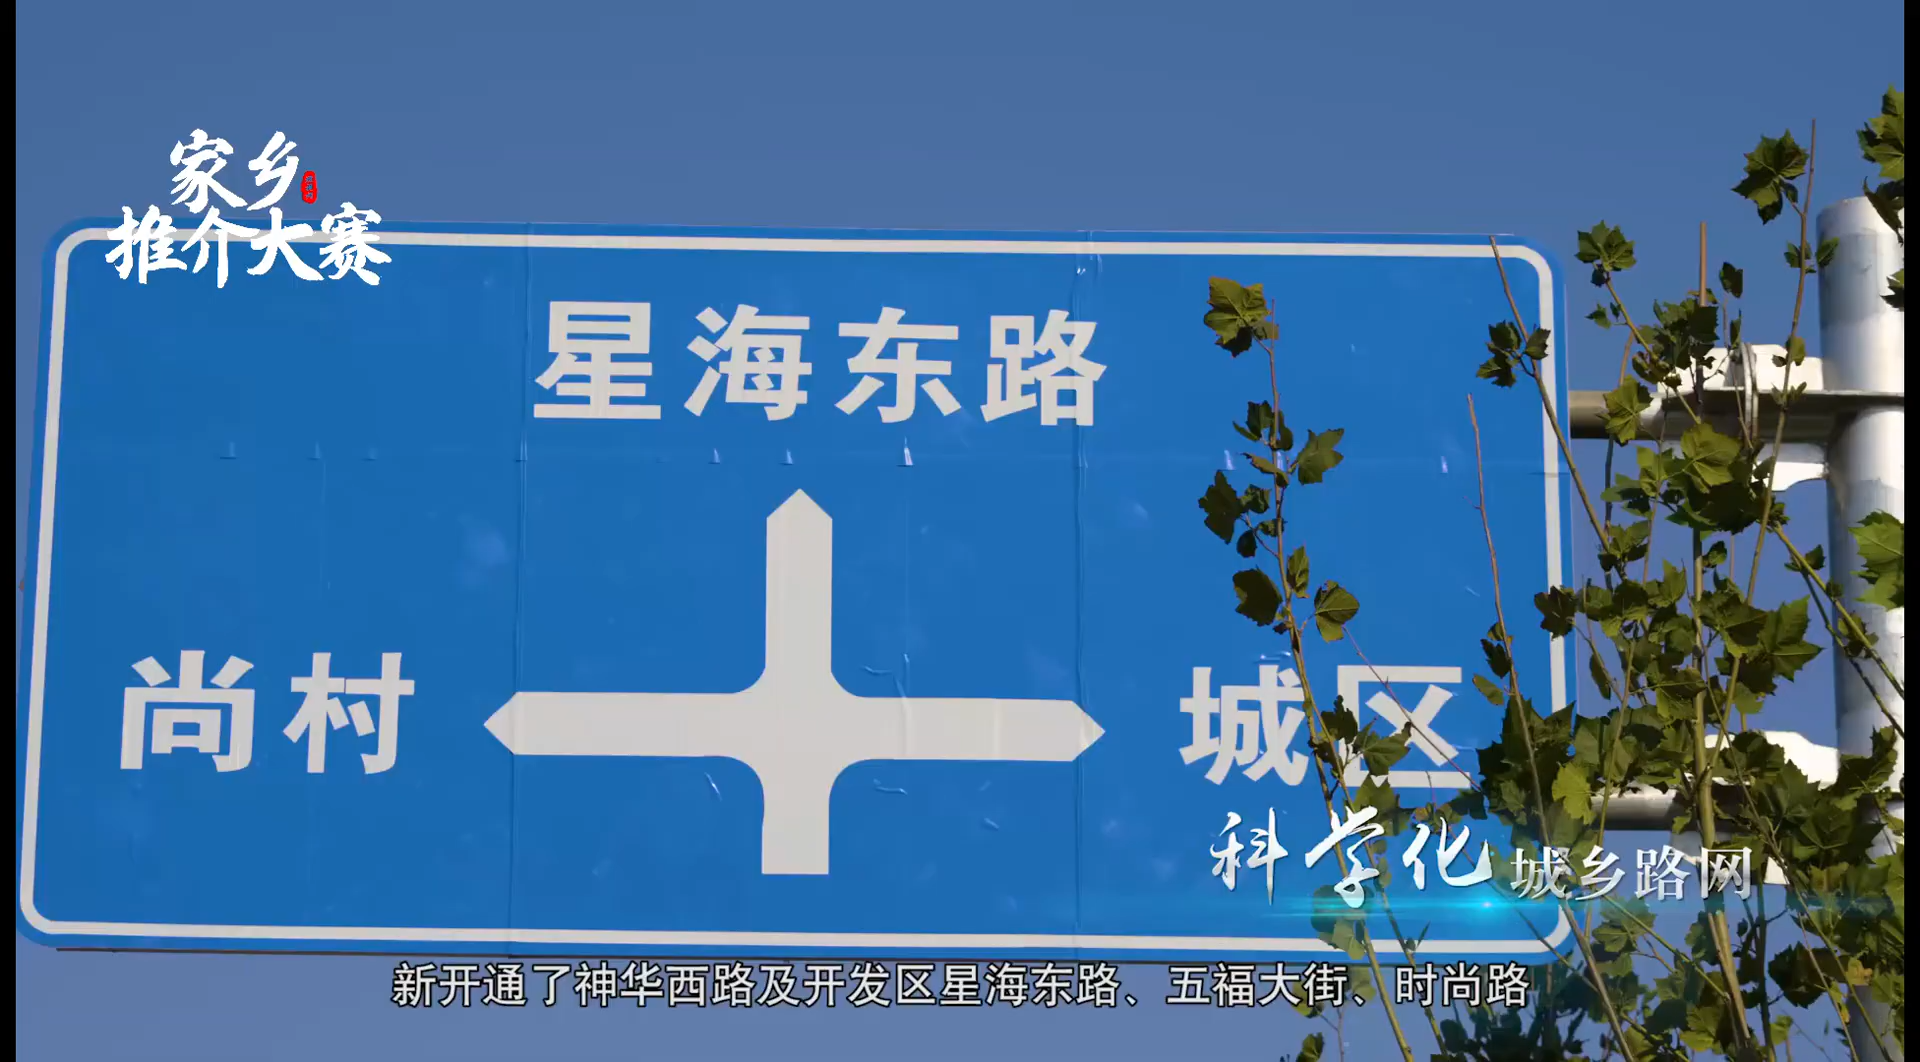 家乡
推介大赛
星海东路
尚村
城区
科学化 城乡路网
新开通了神华西路及开发区星海东路、五福大街、时尚路